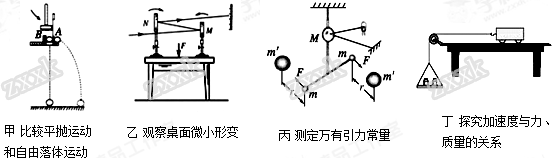 B A
N M F
M m' m F F m r m'
甲 比较平抛运动
和自由落体运动
乙 观察桌面微小形变
丙 测定万有引力常量
丁 探究加速度与力、
质量的关系